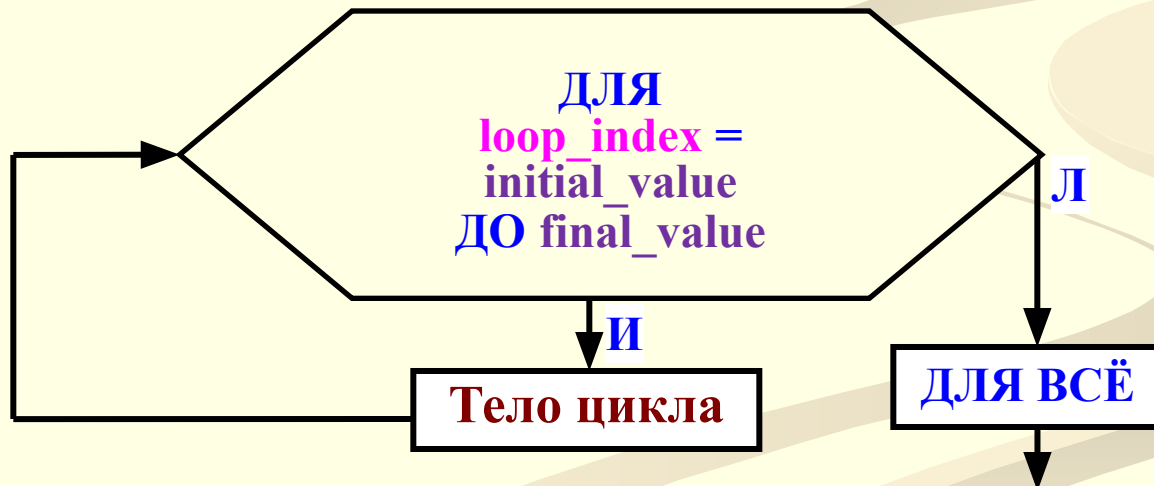 ДЛЯ
loop_index =
initial_value
ДО final_value
Л
И
Тело цикла
ДЛЯ ВСЁ